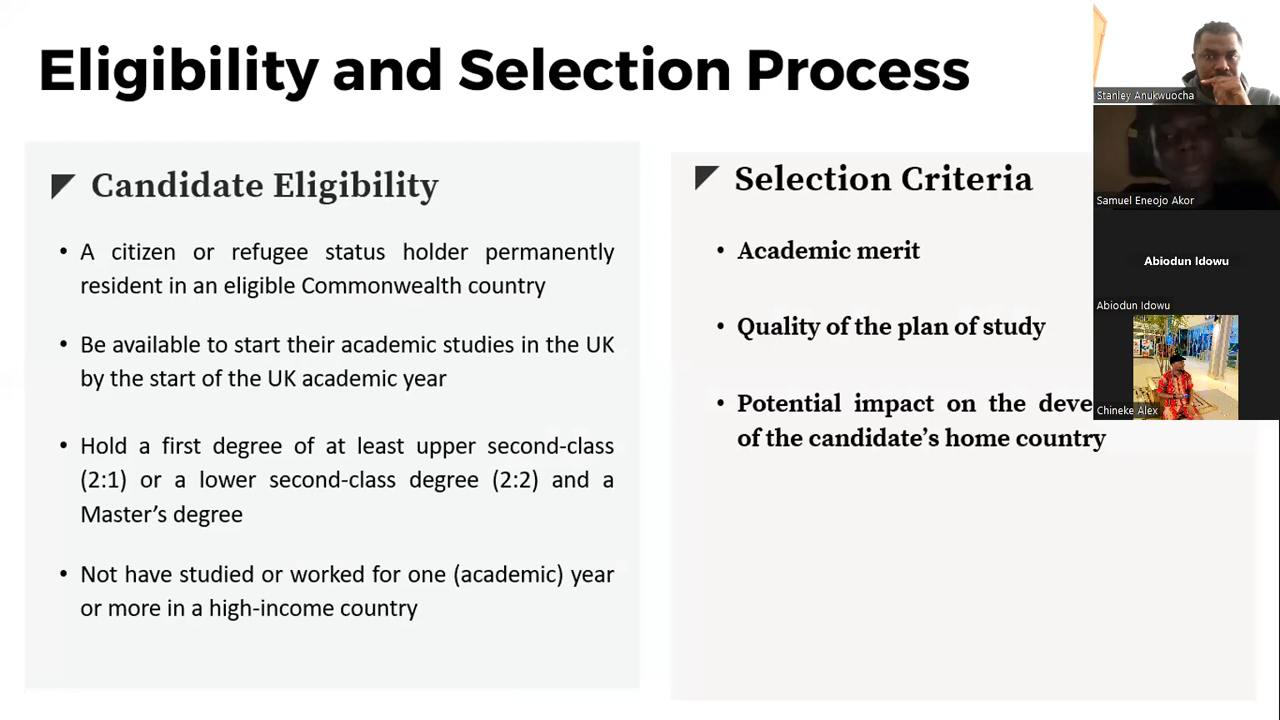 Eligibility and Selection Process
Candidate Eligibility
• A citizen or refugee status holder permanently
resident in an eligible Commonwealth country
• Be available to start their academic studies in the UK
by the start of the UK academic year
• Hold a first degree of at least upper second-class
(2:1) or a lower second-class degree (2:2) and a
Master’s degree
• Not have studied or worked for one (academic) year
or more in a high-income country
Selection Criteria
• Academic merit
• Quality of the plan of study
• Potential impact on the deve
of the candidate’s home country
Stanley Anukwuocha
Samuel Eneojo Akor
Abiodun Idowu
Abiodun Idowu
Chineke Alex